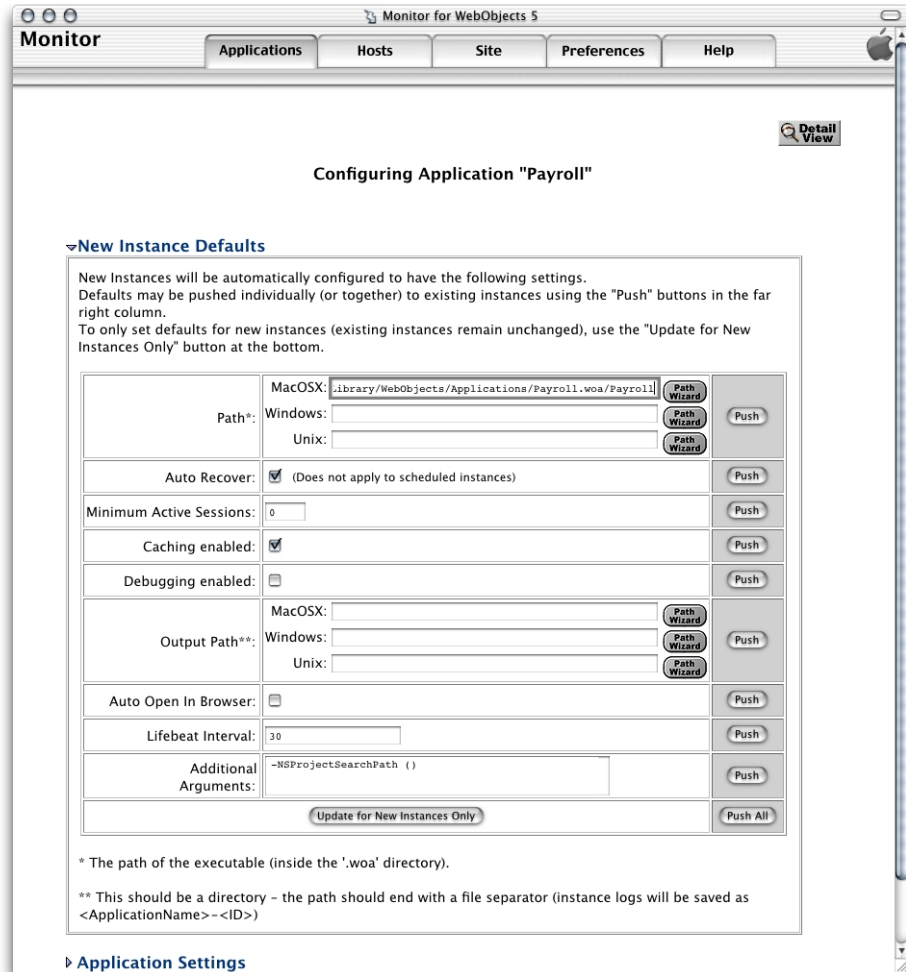 Monitor for WebObjects 5
Monitor
Applications Hosts Site Preferences Help
Detail View
Configuring Application "Payroll"
New Instance Defaults
New Instances will be automatically configured to have the following settings.
Defaults may be pushed individually (or together) to existing instances using the "Push" buttons in the far
right column.
To only set defaults for new instances (existing instances remain unchanged), use the "Update for New
Instances Only" button at the bottom.
Path*:
MacOSX: Library/WebObjects/Applications/Payroll.woa/Payroll Path Wizard
Windows: Path Wizard
Unix: Path Wizard
Push
Auto Recover: (Does not apply to scheduled instances) Push
Minimum Active Sessions: 0 Push
Caching enabled: Push
Debugging enabled: Push
Output Path**:
MacOSX: Path Wizard
Windows: Path Wizard
Unix: Path Wizard
Push
Auto Open In Browser: Push
Lifebeat Interval: 30 Push
Additional
Arguments:
-NSProjectSearchPath ()
Push
Update for New Instances Only Push All
* The path of the executable (inside the '.woa' directory).
** This should be a directory – the path should end with a file separator (instance logs will be saved as
<ApplicationName>-<ID>)
Application Settings